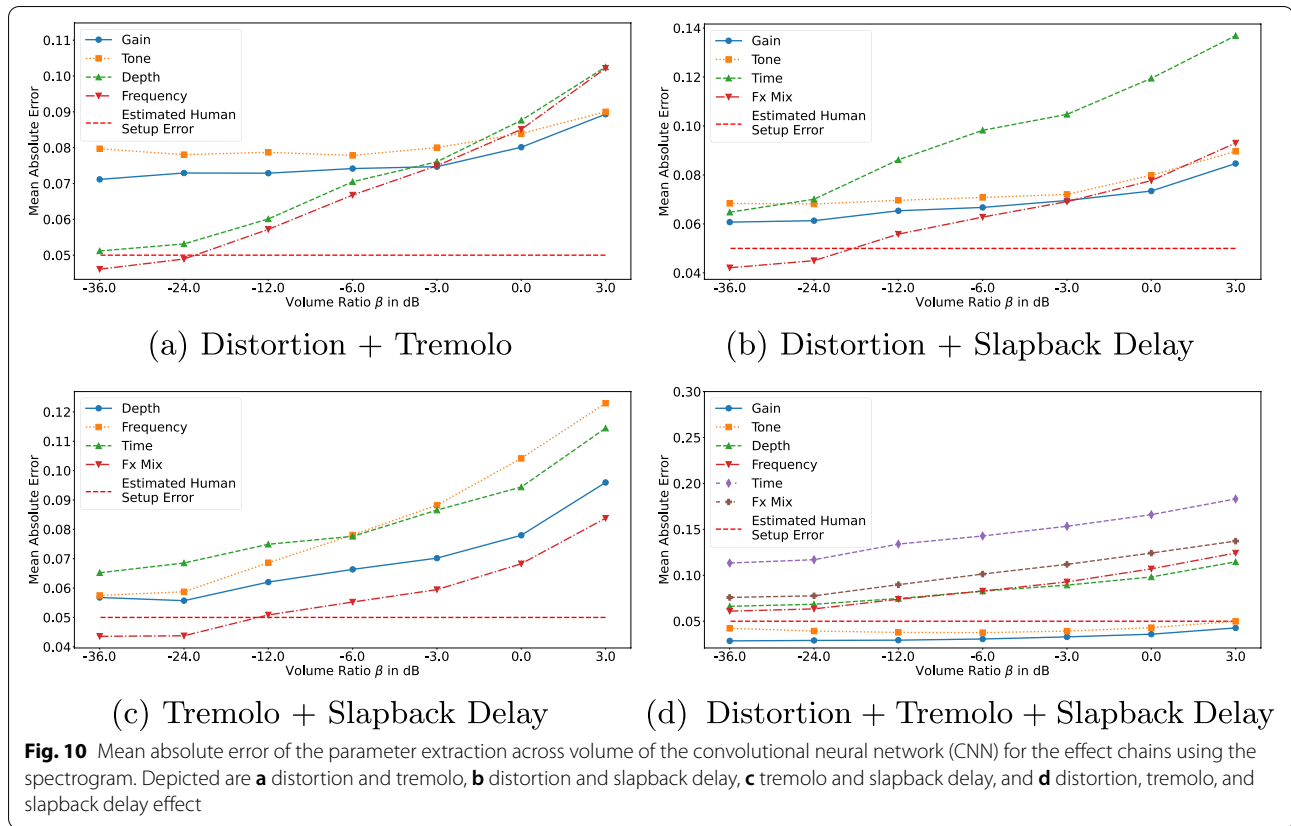 0.11
0.10
0.09
0.08
0.07
0.06
0.05
Mean Absolute Error
Gain
Tone
Depth
Frequency
Estimated Human
Setup Error
-36.0 -24.0 -12.0 -6.0 -3.0 0.0 3.0
Volume Ratio β in dB
(a) Distortion + Tremolo
0.14
0.12
0.10
0.08
0.06
0.04
Mean Absolute Error
Gain
Tone
Time
Fx Mix
Estimated Human
Setup Error
-36.0 -24.0 -12.0 -6.0 -3.0 0.0 3.0
Volume Ratio β in dB
(b) Distortion + Slapback Delay
0.12
0.11
0.10
0.09
0.08
0.07
0.06
0.05
0.04
Mean Absolute Error
Depth
Frequency
Time
Fx Mix
Estimated Human
Setup Error
-36.0 -24.0 -12.0 -6.0 -3.0 0.0 3.0
Volume Ratio β in dB
(c) Tremolo + Slapback Delay
0.30
0.25
0.20
0.15
0.10
0.05
Mean Absolute Error
Gain
Tone
Depth
Frequency
Time
Fx Mix
Estimated Human
Setup Error
-36.0 -24.0 -12.0 -6.0 -3.0 0.0 3.0
Volume Ratio β in dB
(d) Distortion + Tremolo + Slapback Delay
Fig. 10 Mean absolute error of the parameter extraction across volume of the convolutional neural network (CNN) for the effect chains using the
spectrogram. Depicted are a distortion and tremolo, b distortion and slapback delay, c tremolo and slapback delay, and d distortion, tremolo, and
slapback delay effect